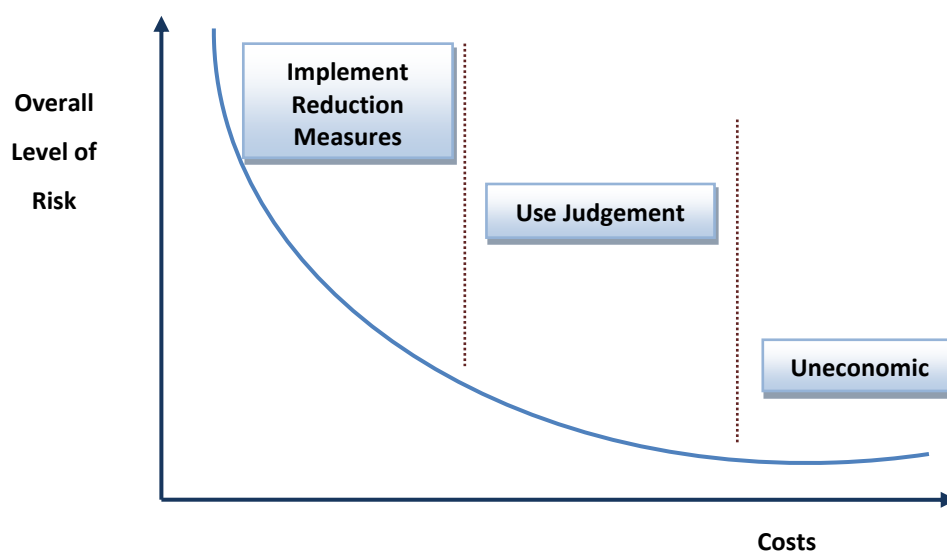 Overall
Level of
Risk
Implement
Reduction
Measures
Use Judgement
Uneconomic
Costs